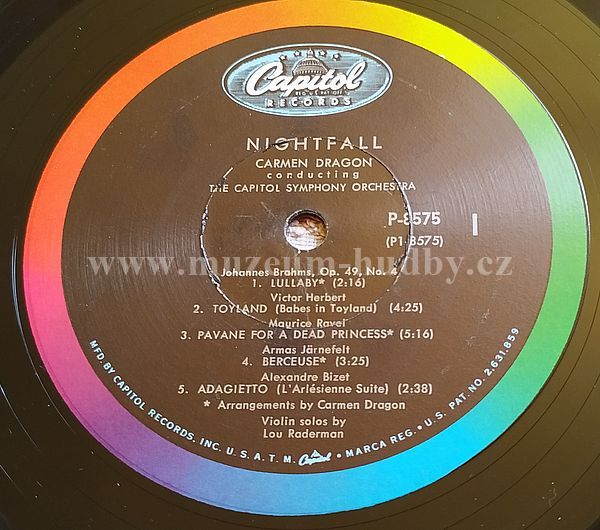 Capitol
REG. U.S. PAT. OFF.
RECORDS
NIGHTFALL
CARMEN DRAGON
conducting
THE CAPITOL SYMPHONY ORCHESTRA
P-8575
I
(P1-8575)
www.muzeum-hudby.cz
Johannes Brahms, Op. 49, No. 4
1. LULLABY* (2:16)
Victor Herbert
2. TOYLAND (Babes in Toyland) (4:25)
Maurice Ravel
3. PAVANE FOR A DEAD PRINCESS* (5:16)
Armas Järnefelt
4. BERCEUSE* (3:25)
Alexandre Bizet
5. ADAGIETTO (L'Arlésienne Suite) (2:38)
* Arrangements by Carmen Dragon
Violin solos by
Lou Raderman
MFD. BY CAPITOL RECORDS, INC. U.S.A. T.M. Capitol • MARCA REG. • U.S. PAT. NO. 2,631,859